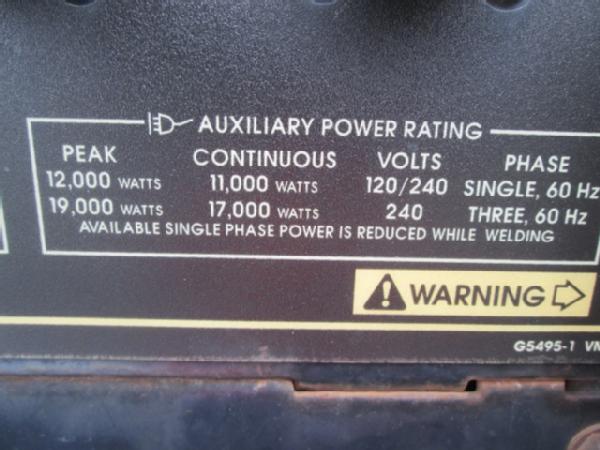 AUXILIARY POWER RATING
PEAK CONTINUOUS VOLTS PHASE
12,000 WATTS 11,000 WATTS 120/240 SINGLE, 60 Hz
19,000 WATTS 17,000 WATTS 240 THREE, 60 Hz
AVAILABLE SINGLE PHASE POWER IS REDUCED WHILE WELDING
WARNING
G5495-1